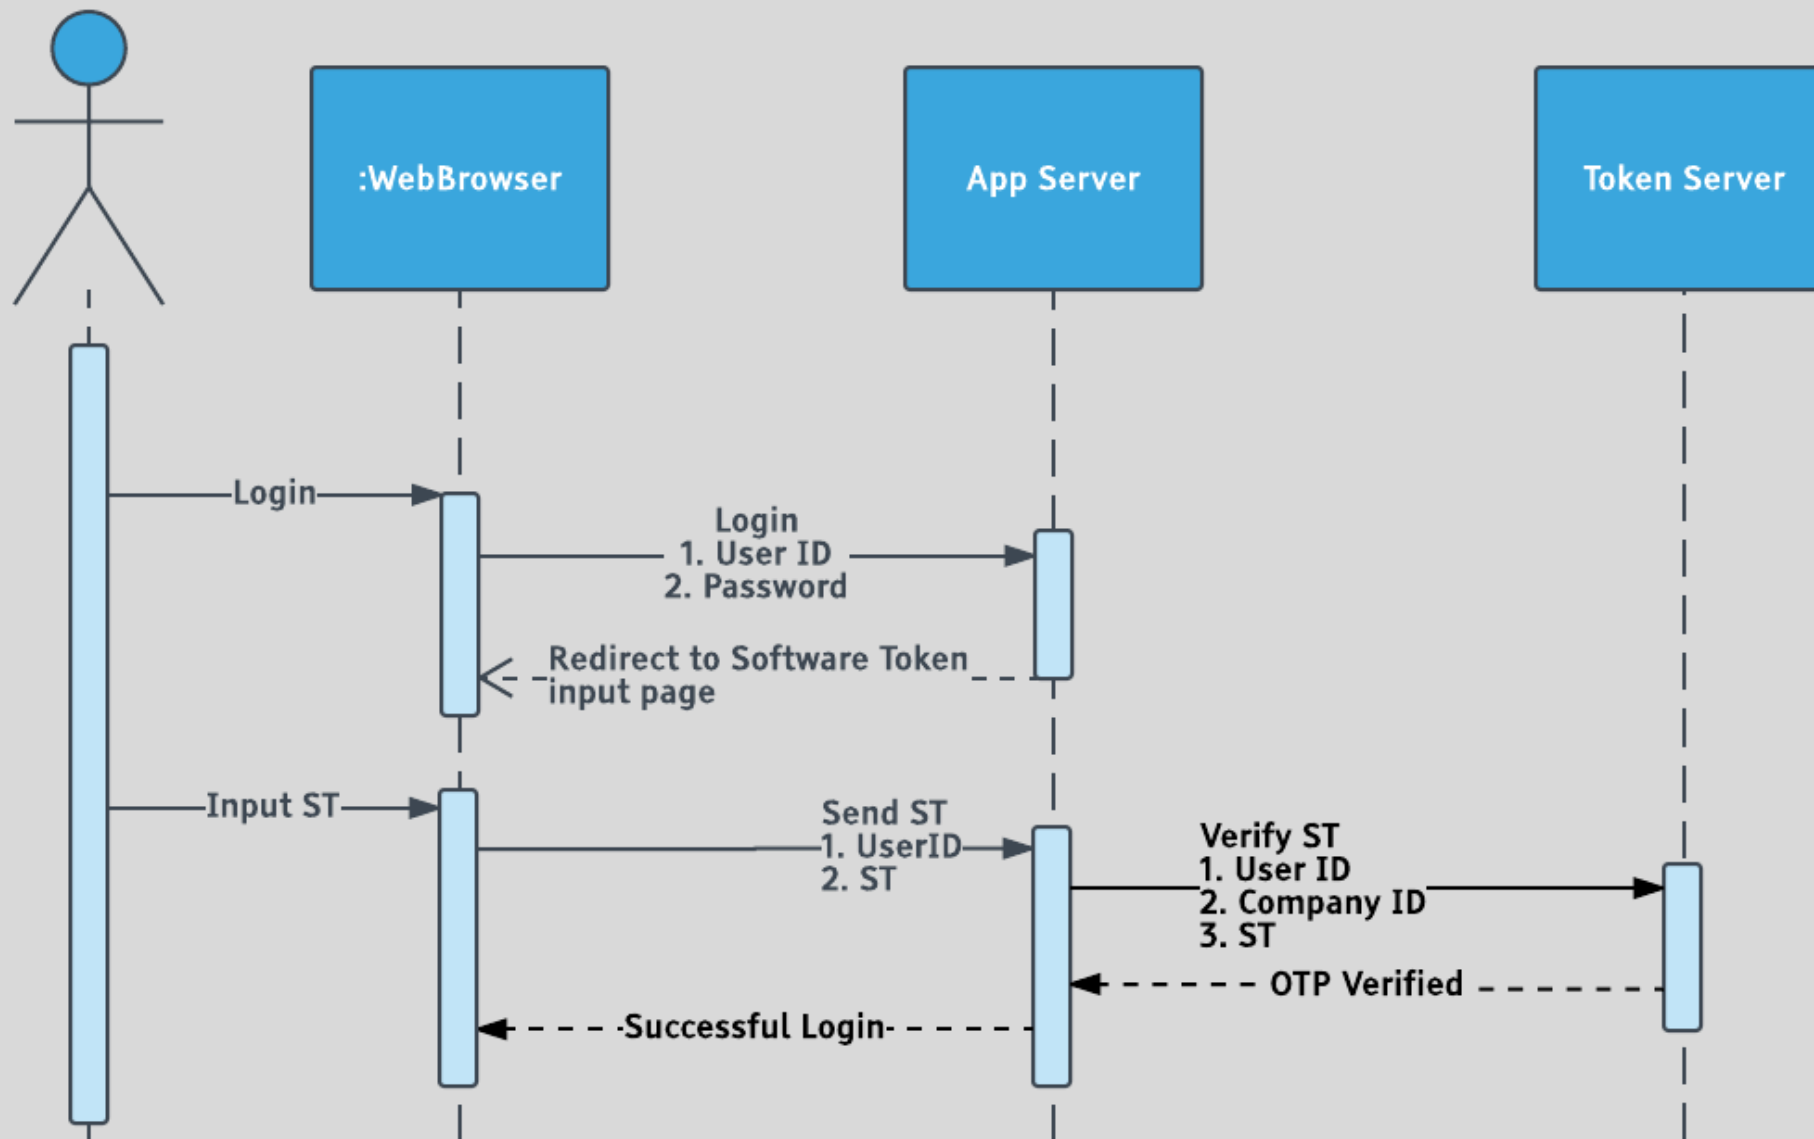 :WebBrowser
App Server
Token Server
Login
Login
1. User ID
2. Password
Redirect to Software Token
input page
Input ST
Send ST
1. UserID
2. ST
Verify ST
1. User ID
2. Company ID
3. ST
OTP Verified
Successful Login